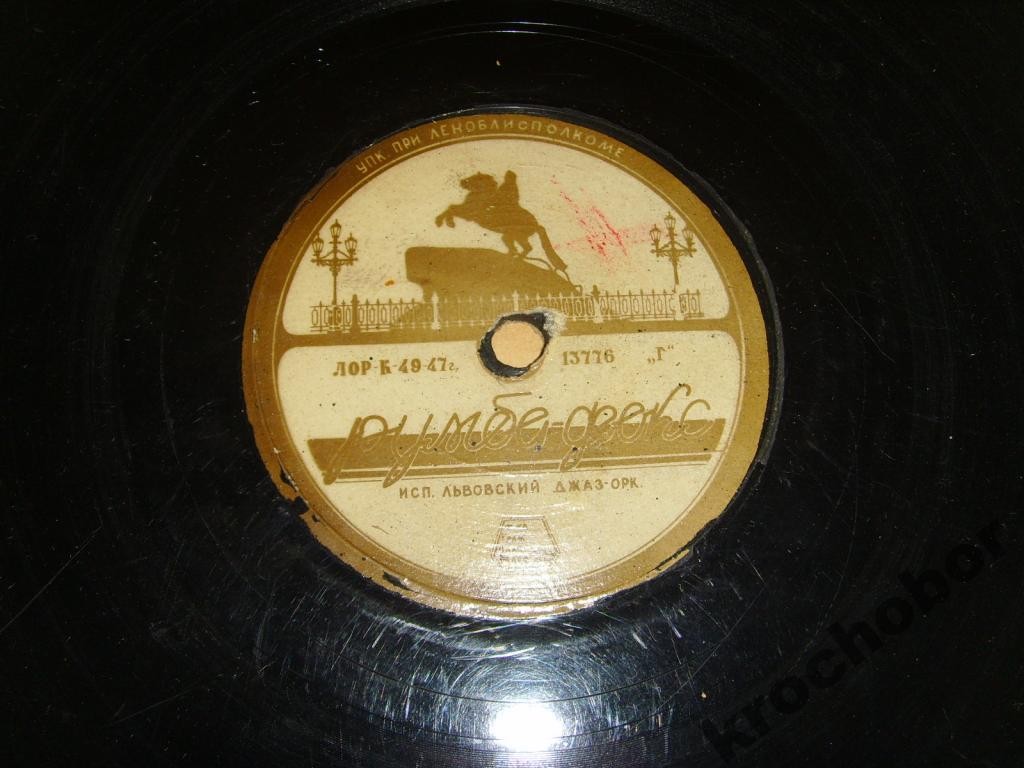 УПК. ПРИ ЛЕНОБЛИСПОЛКОМЕ
ЛОР-Б-49-47г. 13776 „Г"
румба-фокс
ИСП. ЛЬВОВСКИЙ ДЖАЗ-ОРК.
krochobor